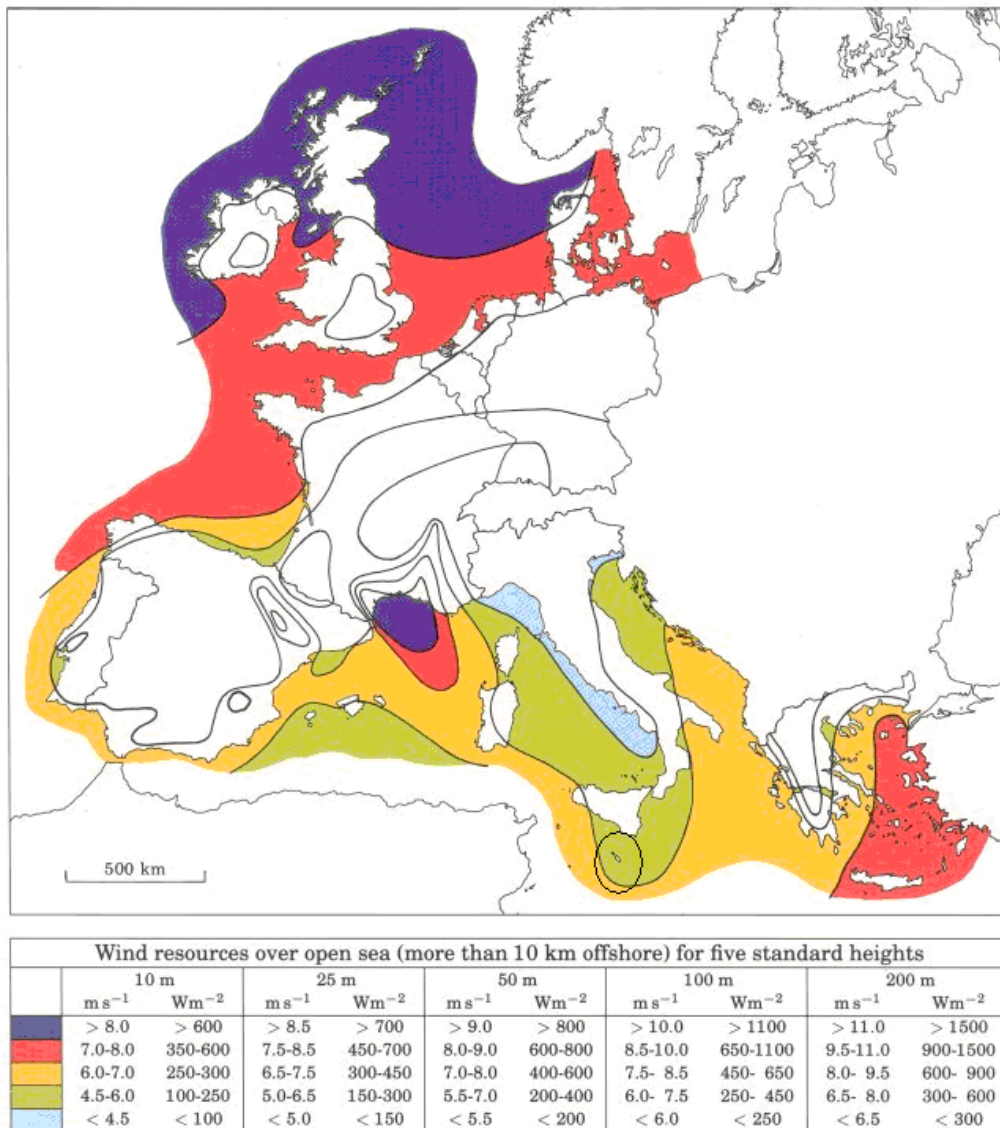 500 km
Wind resources over open sea (more than 10 km offshore) for five standard heights
10 m 25 m 50 m 100 m 200 m
m s⁻¹ Wm⁻² m s⁻¹ Wm⁻² m s⁻¹ Wm⁻² m s⁻¹ Wm⁻² m s⁻¹ Wm⁻²
> 8.0 > 600 > 8.5 > 700 > 9.0 > 800 > 10.0 > 1100 > 11.0 > 1500
7.0-8.0 350-600 7.5-8.5 450-700 8.0-9.0 600-800 8.5-10.0 650-1100 9.5-11.0 900-1500
6.0-7.0 250-300 6.5-7.5 300-450 7.0-8.0 400-600 7.5- 8.5 450- 650 8.0- 9.5 600- 900
4.5-6.0 100-250 5.0-6.5 150-300 5.5-7.0 200-400 6.0- 7.5 250- 450 6.5- 8.0 300- 600
< 4.5 < 100 < 5.0 < 150 < 5.5 < 200 < 6.0 < 250 < 6.5 < 300